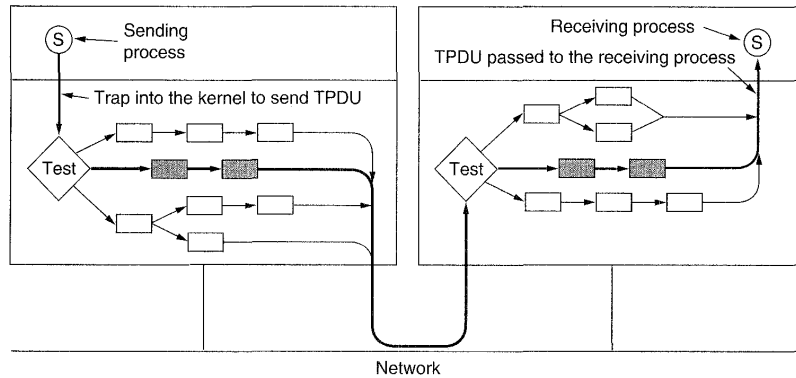 S
Sending
process
Trap into the kernel to send TPDU
Test
Receiving process
S
TPDU passed to the receiving process
Test
Network